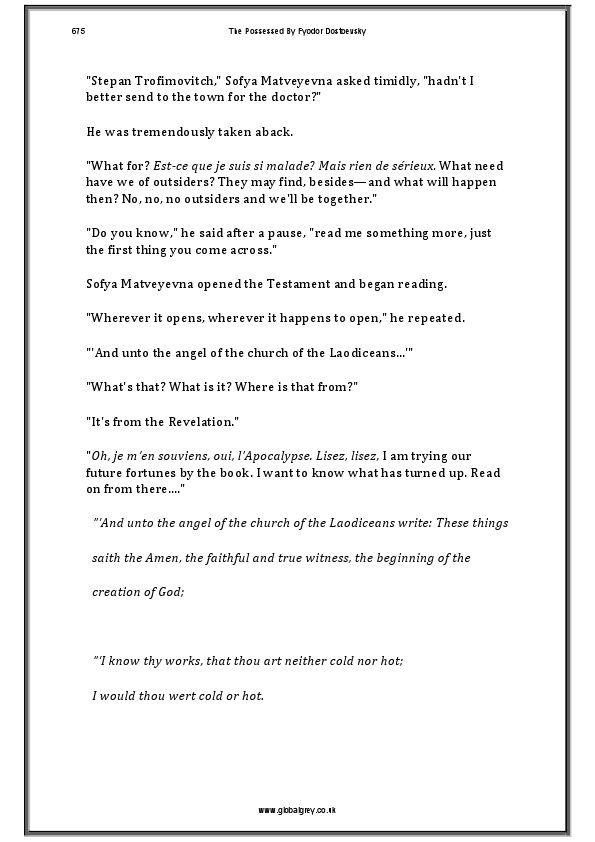 675
The Possessed By Fyodor Dostoevsky
"Stepan Trofimovitch," Sofya Matveyevna asked timidly, "hadn't I
better send to the town for the doctor?"
He was tremendously taken aback.
"What for? Est-ce que je suis si malade? Mais rien de sérieux. What need
have we of outsiders? They may find, besides—and what will happen
then? No, no, no outsiders and we'll be together."
"Do you know," he said after a pause, "read me something more, just
the first thing you come across."
Sofya Matveyevna opened the Testament and began reading.
"Wherever it opens, wherever it happens to open," he repeated.
"'And unto the angel of the church of the Laodiceans...'"
"What's that? What is it? Where is that from?"
"It's from the Revelation."
"Oh, je m'en souviens, oui, l'Apocalypse. Lisez, lisez, I am trying our
future fortunes by the book. I want to know what has turned up. Read
on from there...."
"'And unto the angel of the church of the Laodiceans write: These things
saith the Amen, the faithful and true witness, the beginning of the
creation of God;
"'I know thy works, that thou art neither cold nor hot;
I would thou wert cold or hot.
www.globalgrey.co.uk